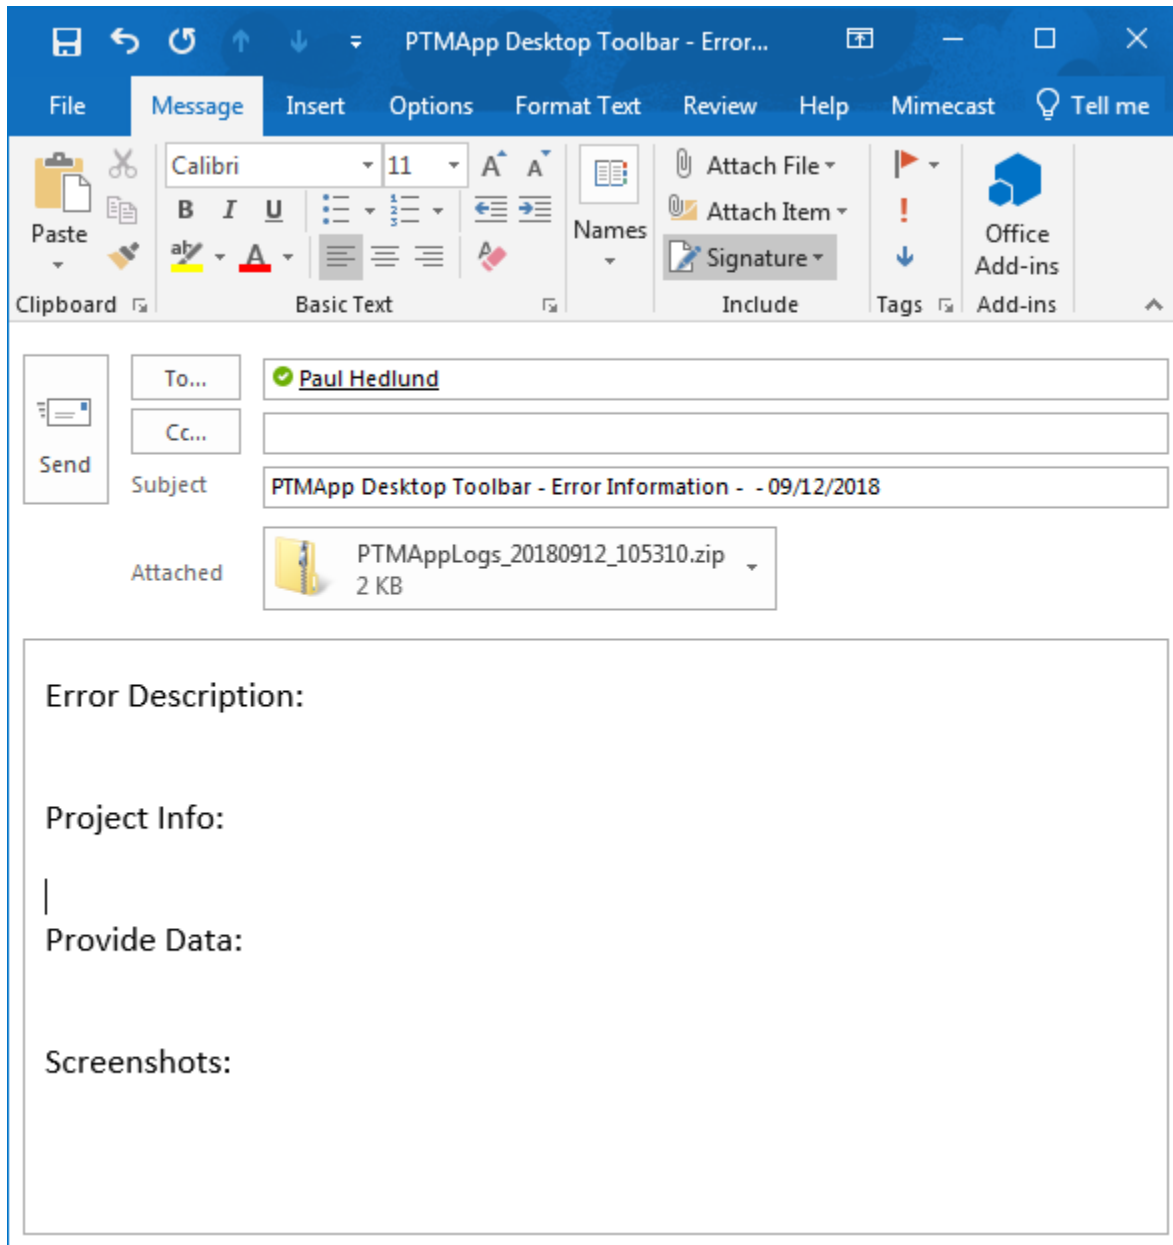 PTMApp Desktop Toolbar - Error...
File Message Insert Options Format Text Review Help Mimecast Tell me
Paste
Clipboard
Calibri 11
B I U
Basic Text
Names
Attach File
Attach Item
Signature
Include
Tags
Office
Add-ins
Add-ins
Send
To... Paul Hedlund
Cc...
Subject PTMApp Desktop Toolbar - Error Information - - 09/12/2018
Attached PTMAppLogs_20180912_105310.zip
2 KB
Error Description:
Project Info:
Provide Data:
Screenshots: